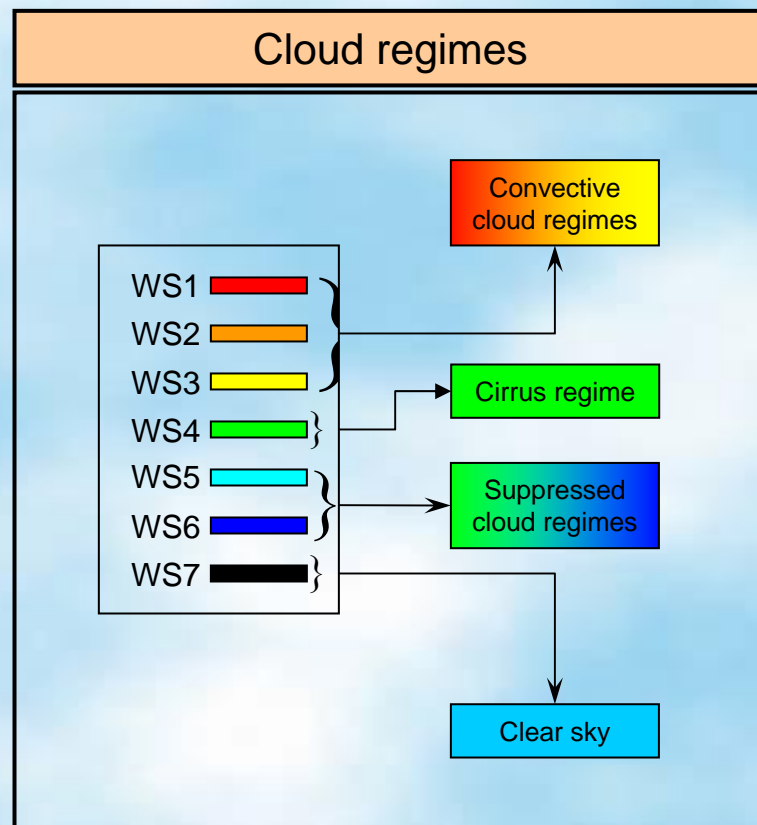 Cloud regimes
Convective
cloud regimes
WS1
WS2
WS3
WS4
WS5
WS6
WS7
Cirrus regime
Suppressed
cloud regimes
Clear sky